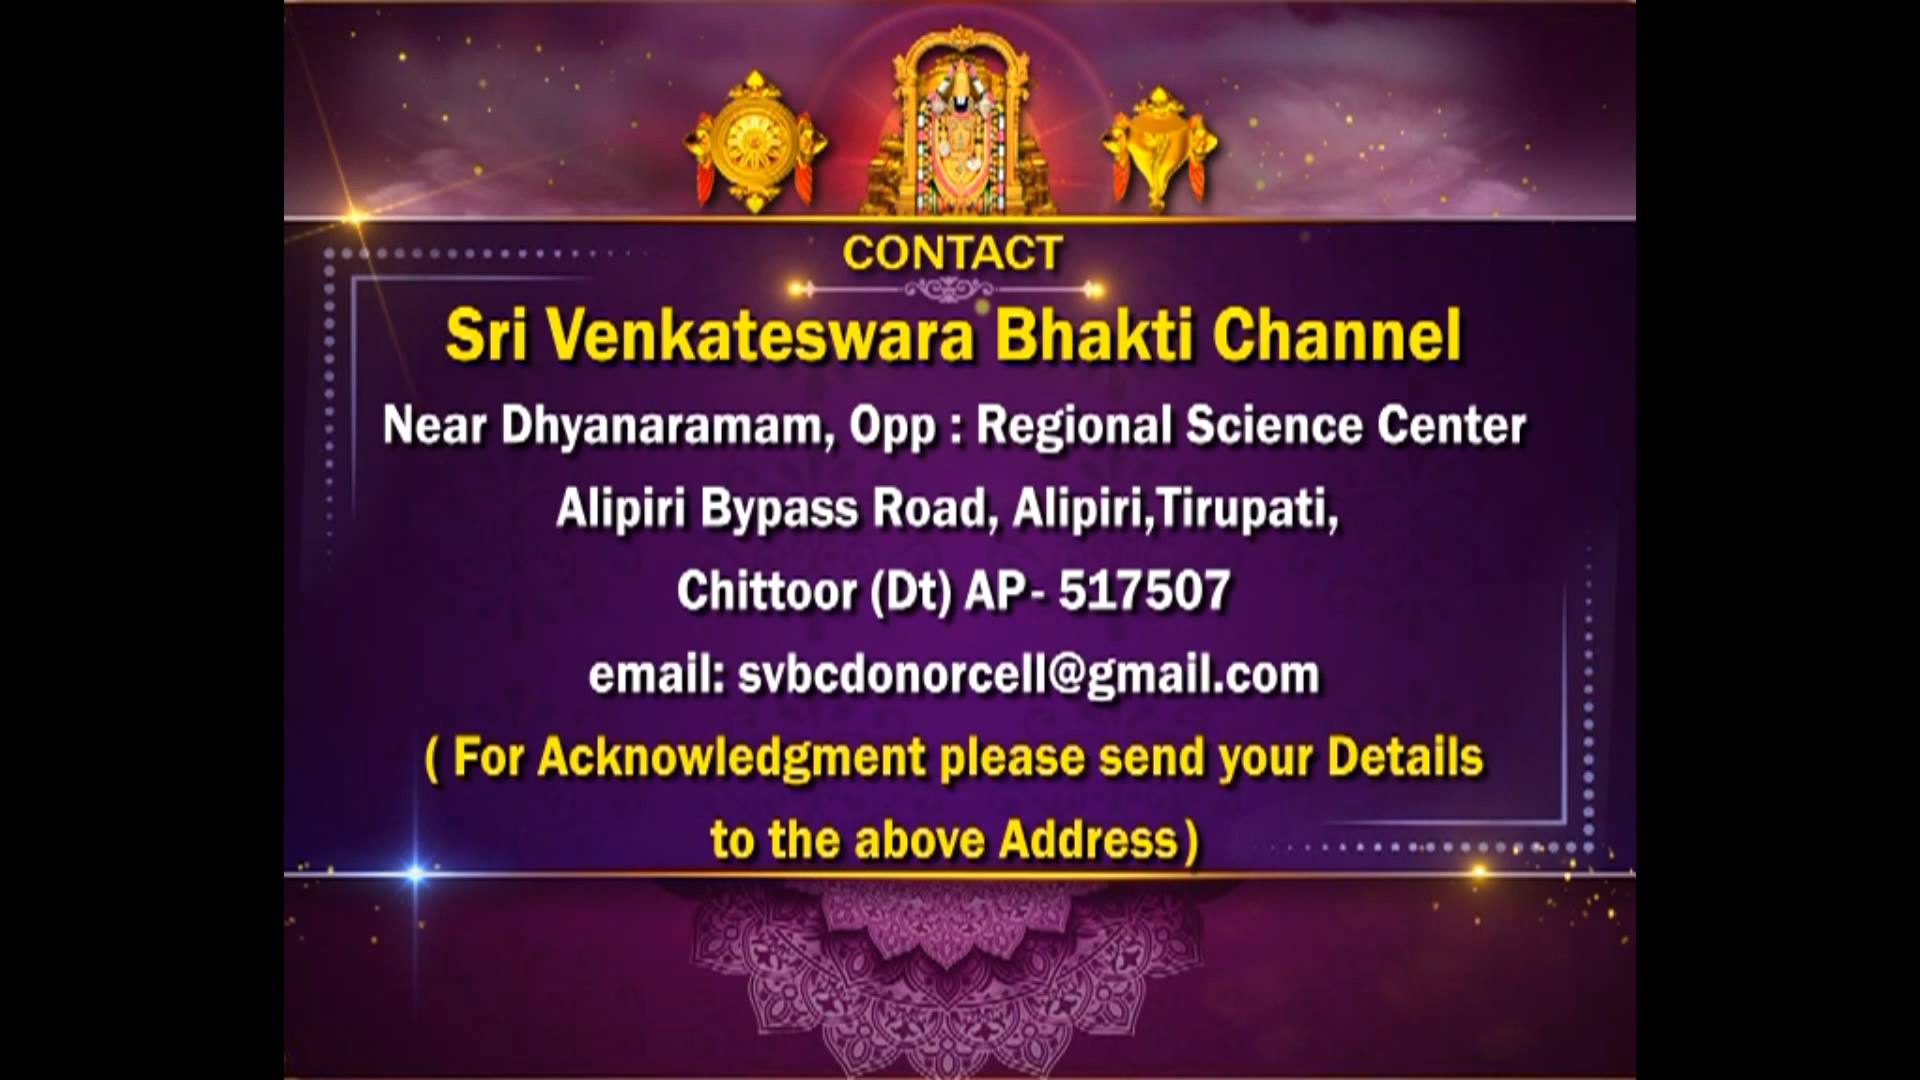 CONTACT
Sri Venkateswara Bhakti Channel
Near Dhyanaramam, Opp : Regional Science Center
Alipiri Bypass Road, Alipiri,Tirupati,
Chittoor (Dt) AP- 517507
email: svbcdonorcell@gmail.com
( For Acknowledgment please send your Details
to the above Address)